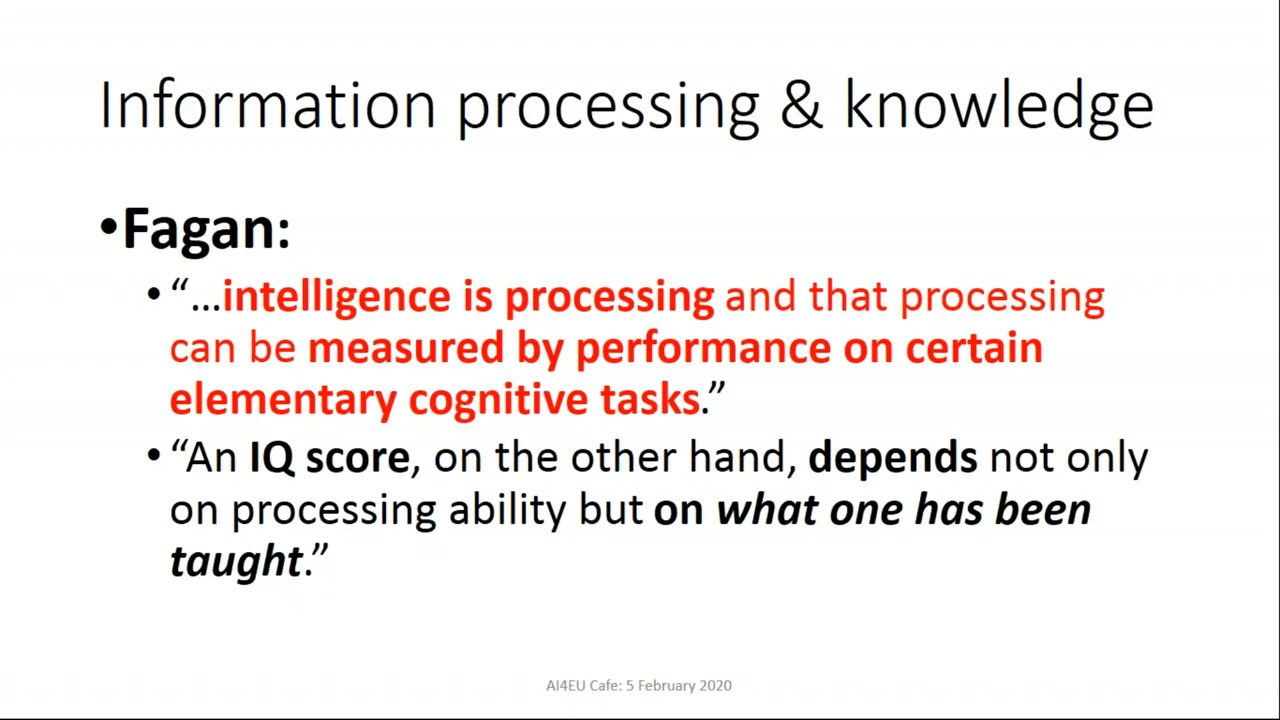 Information processing & knowledge
•Fagan:
• “…intelligence is processing and that processing
can be measured by performance on certain
elementary cognitive tasks.”
• “An IQ score, on the other hand, depends not only
on processing ability but on what one has been
taught.”
AI4EU Cafe: 5 February 2020